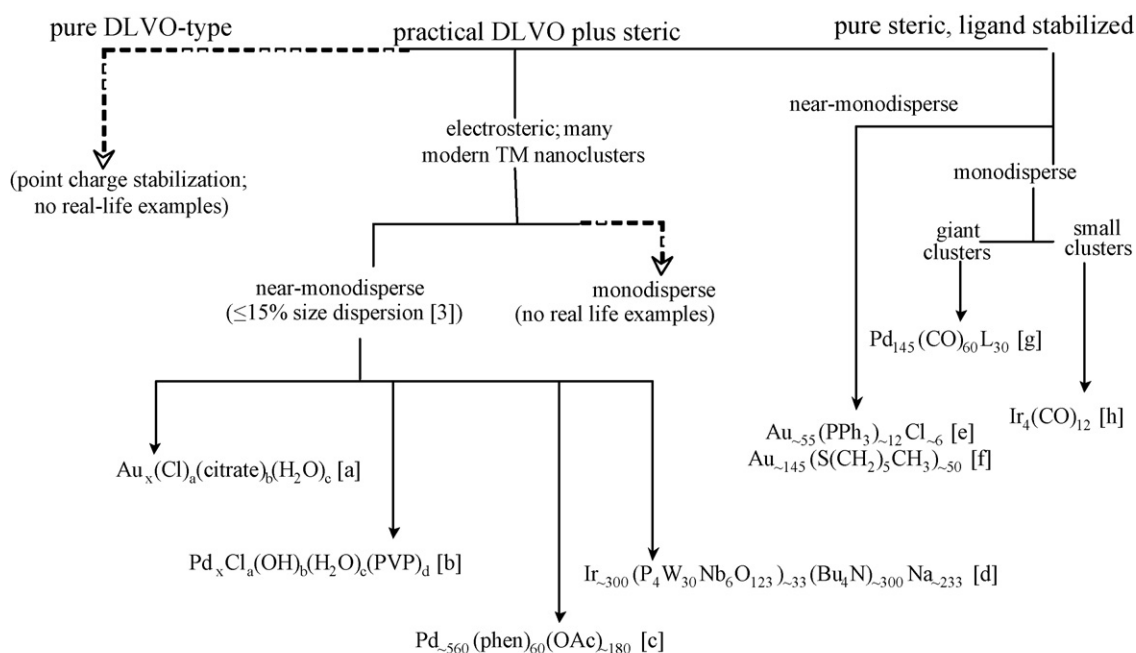 pure DLVO-type
practical DLVO plus steric
pure steric, ligand stabilized
near-monodisperse
electrosteric; many
modern TM nanoclusters
(point charge stabilization;
no real-life examples)
monodisperse
giant
clusters
small
clusters
near-monodisperse
(≤15% size dispersion [3])
monodisperse
(no real life examples)
Pd₁₄₅(CO)₆₀L₃₀ [g]
Ir₄(CO)₁₂ [h]
Au~₅₅(PPh₃)~₁₂Cl~₆ [e]
Au~₁₄₅(S(CH₂)₅CH₃)~₅₀ [f]
Auₓ(Cl)ₐ(citrate)b(H₂O)c [a]
PdₓClₐ(OH)b(H₂O)c(PVP)d [b]
Ir~₃₀₀(P₄W₃₀Nb₆O₁₂₃)~₃₃(Bu₄N)~₃₀₀Na~₂₃₃ [d]
Pd~₅₆₀(phen)₆₀(OAc)~₁₈₀ [c]